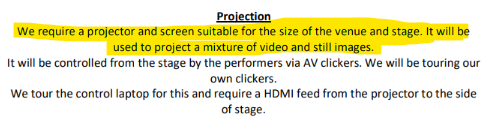 Projection
We require a projector and screen suitable for the size of the venue and stage. It will be
used to project a mixture of video and still images.
It will be controlled from the stage by the performers via AV clickers. We will be touring our
own clickers.
We tour the control laptop for this and require a HDMI feed from the projector to the side
of stage.